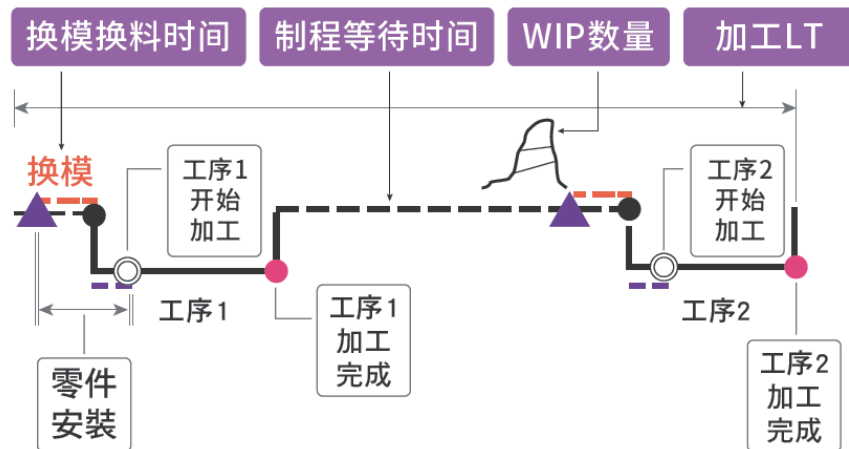 换模换料时间
制程等待时间
WIP数量
加工LT
换模
工序1
开始
加工
工序2
开始
加工
工序1
工序2
零件
安裝
工序1
加工
完成
工序2
加工
完成